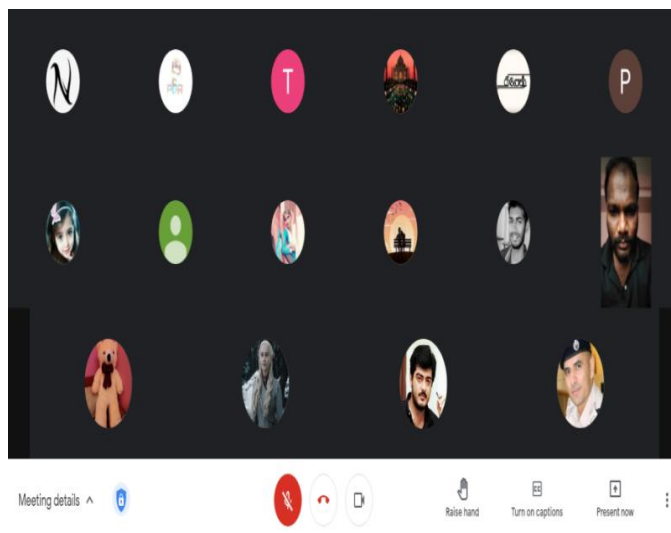 N
T
P
Meeting details
Raise hand
Turn on captions
Present now